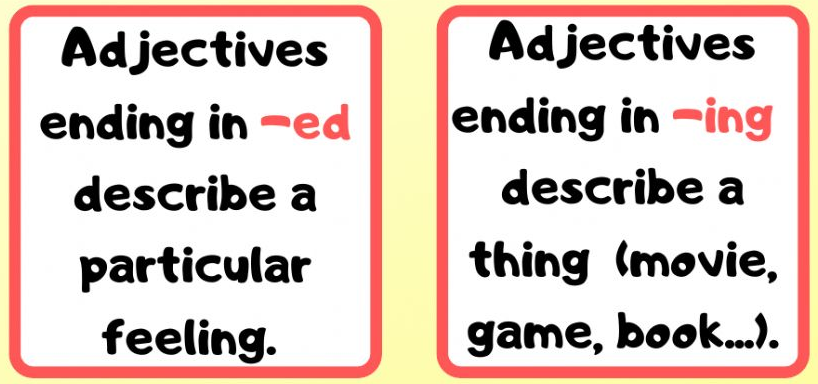 Adjectives
ending in -ed
describe a
particular
feeling.
Adjectives
ending in -ing
describe a
thing (movie,
game, book...).